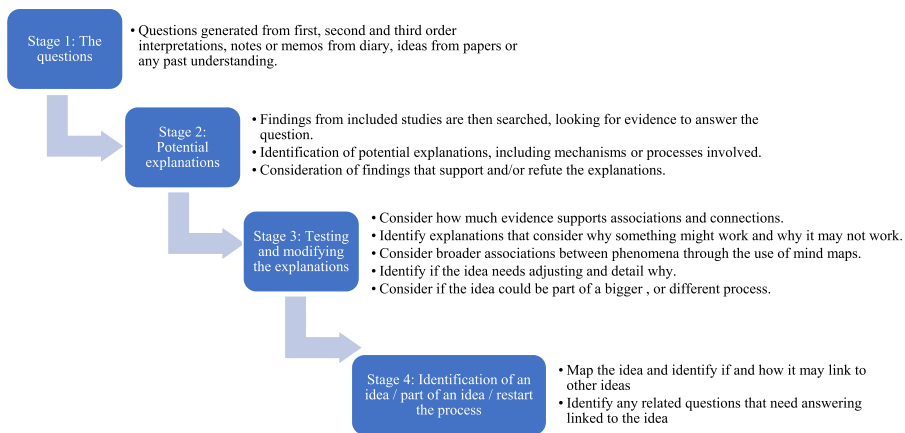 Stage 1: The
questions
• Questions generated from first, second and third order
interpretations, notes or memos from diary, ideas from papers or
any past understanding.
Stage 2:
Potential
explanations
• Findings from included studies are then searched, looking for evidence to answer the
question.
• Identification of potential explanations, including mechanisms or processes involved.
• Consideration of findings that support and/or refute the explanations.
Stage 3: Testing
and modifying
the explanations
• Consider how much evidence supports associations and connections.
• Identify explanations that consider why something might work and why it may not work.
• Consider broader associations between phenomena through the use of mind maps.
• Identify if the idea needs adjusting and detail why.
• Consider if the idea could be part of a bigger , or different process.
Stage 4: Identification of an
idea / part of an idea / restart
the process
• Map the idea and identify if and how it may link to
other ideas
• Identify any related questions that need answering
linked to the idea